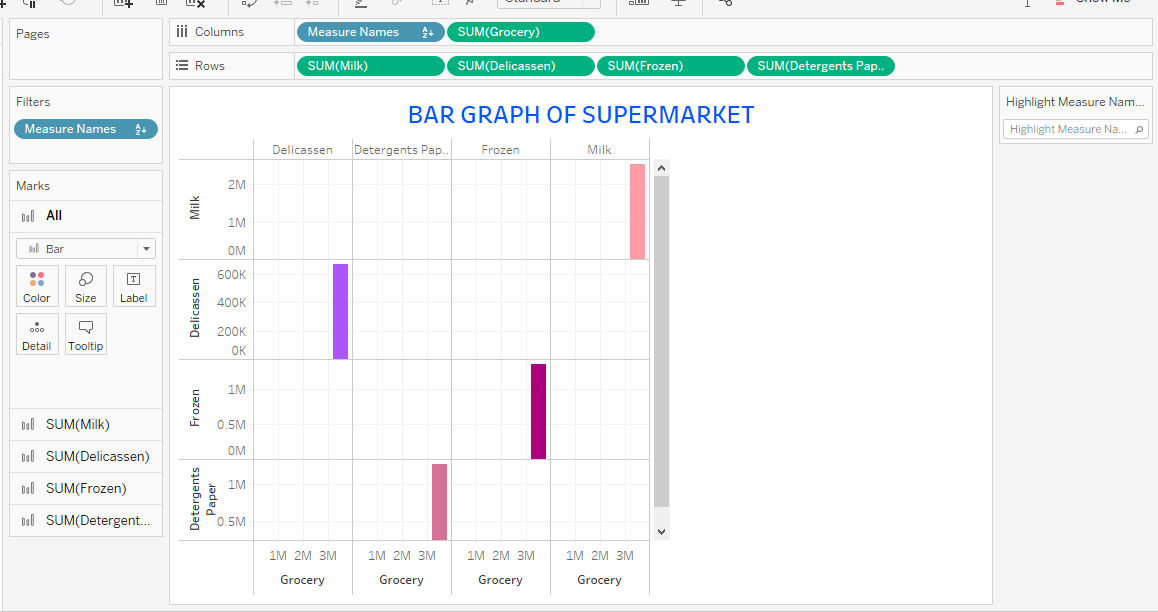 Pages
Columns
Measure Names
SUM(Grocery)
Rows
SUM(Milk)
SUM(Delicassen)
SUM(Frozen)
SUM(Detergents Pap..
Filters
Measure Names
Marks
All
Bar
Color
Size
Label
Detail
Tooltip
SUM(Milk)
SUM(Delicassen)
SUM(Frozen)
SUM(Detergent...
BAR GRAPH OF SUPERMARKET
Delicassen
Detergents Pap..
Frozen
Milk
Milk
2M
1M
0M
Delicassen
600K
400K
200K
0K
Frozen
1M
0.5M
0M
Detergents
Paper
1M
0.5M
1M 2M 3M
1M 2M 3M
1M 2M 3M
1M 2M 3M
Grocery
Grocery
Grocery
Grocery
Highlight Measure Nam...
Highlight Measure Na...